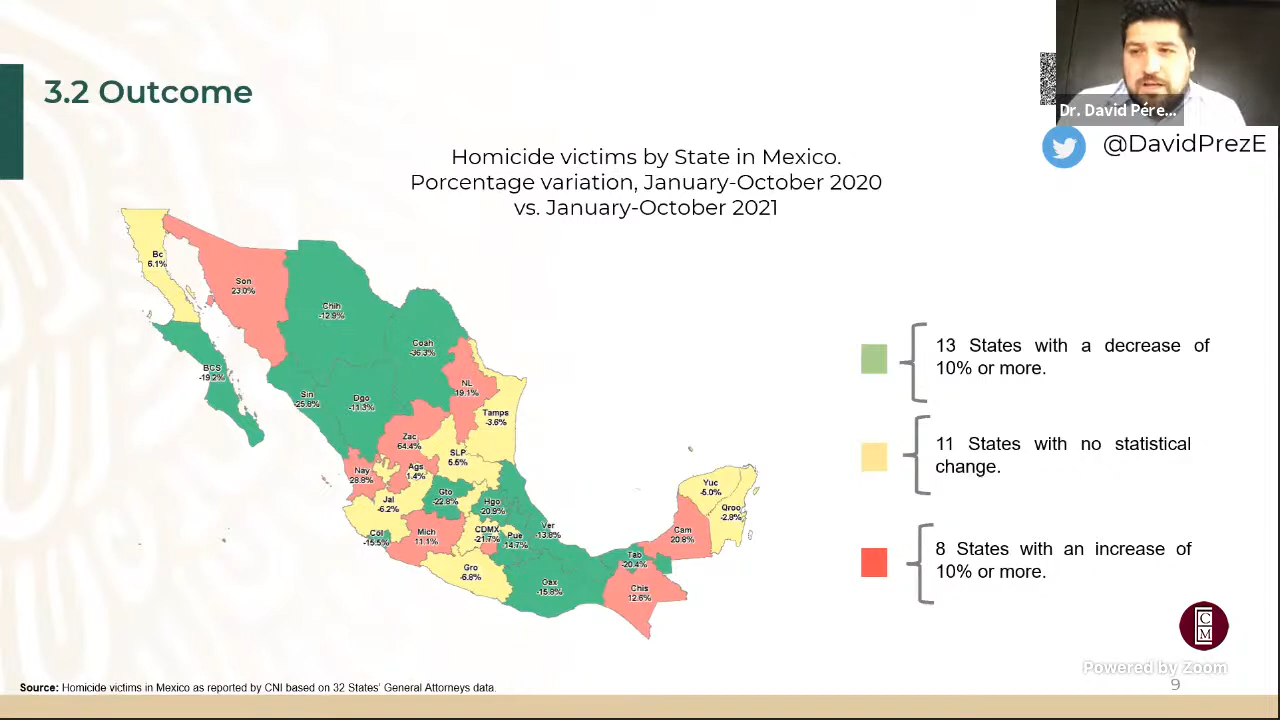 3.2 Outcome
Dr. David Pére...
@DavidPrezE
Homicide victims by State in Mexico.
Porcentage variation, January-October 2020
vs. January-October 2021
Bc
6.1%
Son
23.0%
Chih
-12.9%
Coah
-36.3%
BCS
-19.2%
Sin
-25.8%
Dgo
-11.3%
NL
19.1%
Tamps
-3.6%
Zac
64.4%
SLP
5.5%
Nay
28.8%
Ags
1.4%
Gto
-22.8%
Hgo
-20.9%
Jal
-6.2%
Col
-15.5%
Mich
11.1%
CDMX
-21.7%
Pue
14.7%
Ver
-13.8%
Gro
-6.8%
Oax
-15.8%
Tab
-20.4%
Chis
12.6%
Cam
20.8%
Yuc
-5.0%
Qroo
-2.8%
13 States with a decrease of
10% or more.
11 States with no statistical
change.
8 States with an increase of
10% or more.
C
M
Powered by Zoom
9
Source: Homicide victims in Mexico as reported by CNI based on 32 States' General Attorneys data.